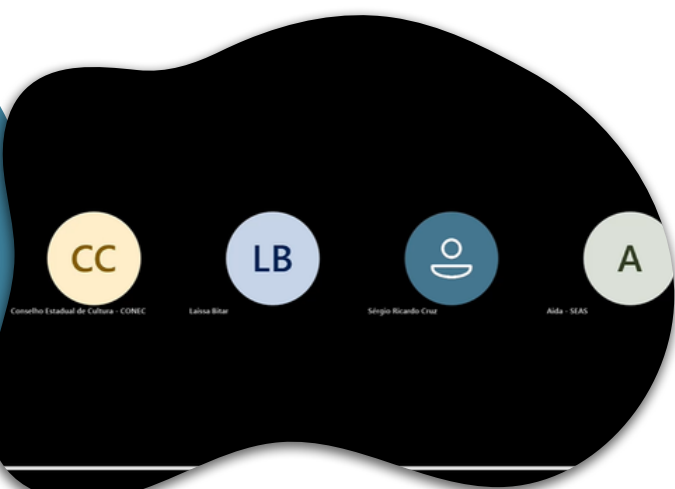 CC
LB
A
Conselho Estadual de Cultura - CONEC
Laissa Bitar
Sérgio Ricardo Cruz
Aida - SEAS